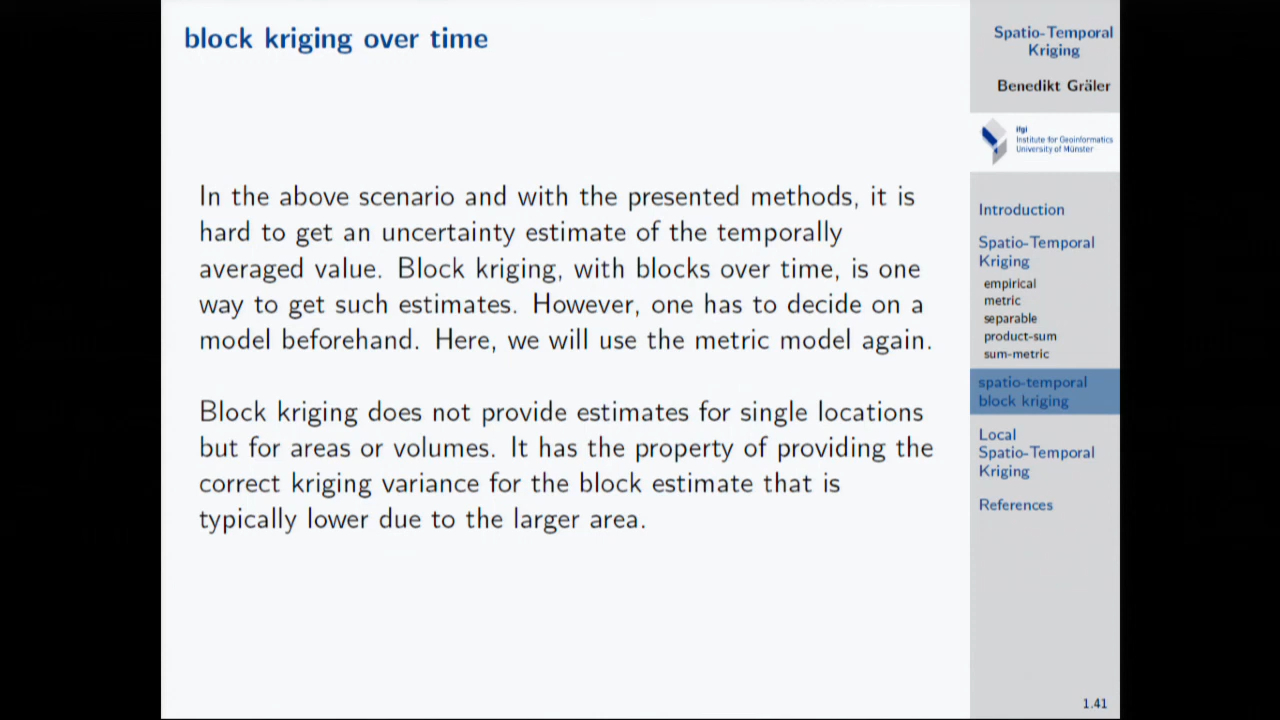 block kriging over time
In the above scenario and with the presented methods, it is
hard to get an uncertainty estimate of the temporally
averaged value. Block kriging, with blocks over time, is one
way to get such estimates. However, one has to decide on a
model beforehand. Here, we will use the metric model again.
Block kriging does not provide estimates for single locations
but for areas or volumes. It has the property of providing the
correct kriging variance for the block estimate that is
typically lower due to the larger area.
Spatio-Temporal
Kriging
Benedikt Gräler
ifgi
Institute for Geoinformatics
University of Münster
Introduction
Spatio-Temporal
Kriging
empirical
metric
separable
product-sum
sum-metric
spatio-temporal
block kriging
Local
Spatio-Temporal
Kriging
References
1.41